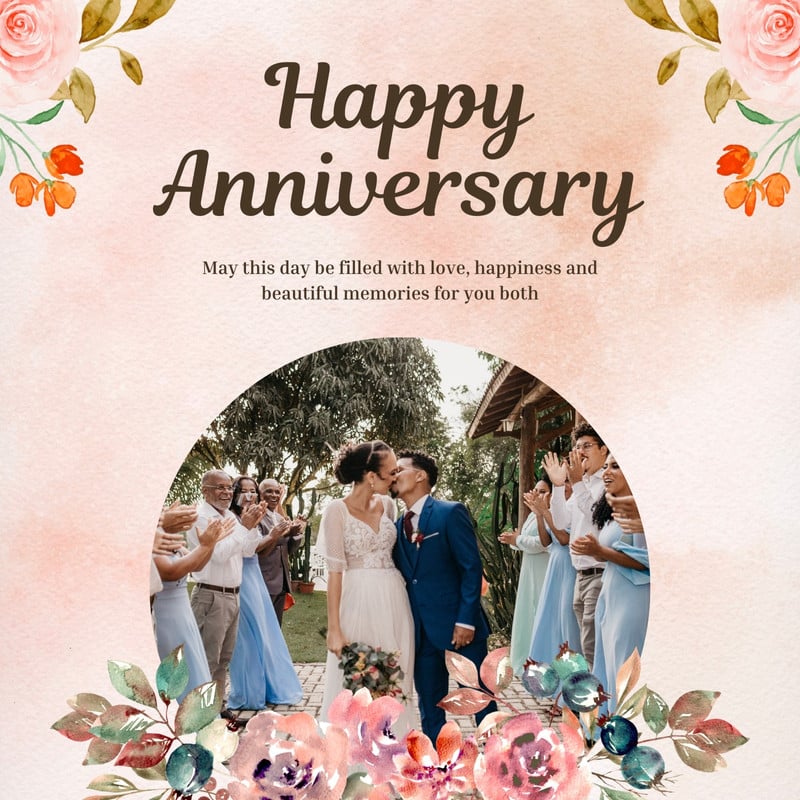 Happy
Anniversary
May this day be filled with love, happiness and
beautiful memories for you both